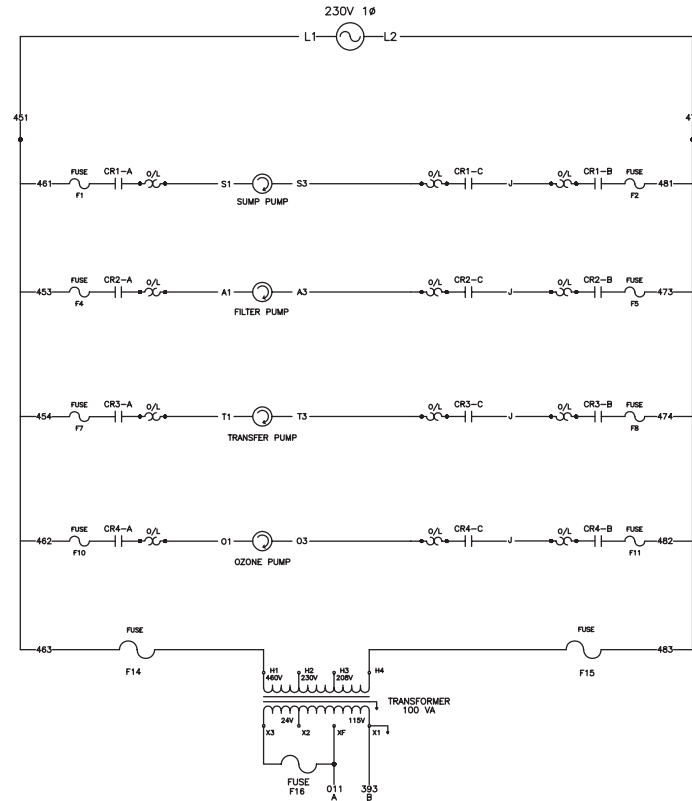 230V 1ø
L1 L2
451 47
FUSE CR1-A O/L O/L CR1-C O/L CR1-B FUSE
461 S1 S3 J 481
F1 SUMP PUMP F2
FUSE CR2-A O/L O/L CR2-C O/L CR2-B FUSE
453 A1 A3 J 473
F4 FILTER PUMP F5
FUSE CR3-A O/L O/L CR3-C O/L CR3-B FUSE
454 T1 T3 J 474
F7 TRANSFER PUMP F8
FUSE CR4-A O/L O/L CR4-C O/L CR4-B FUSE
462 O1 O3 J 482
F10 OZONE PUMP F11
FUSE FUSE
463 483
F14 F15
H1 H2 H3 H4
460V 230V 208V
TRANSFORMER
100 VA
24V 115V
X3 X2 XF X1
FUSE
F16
011 393
A B